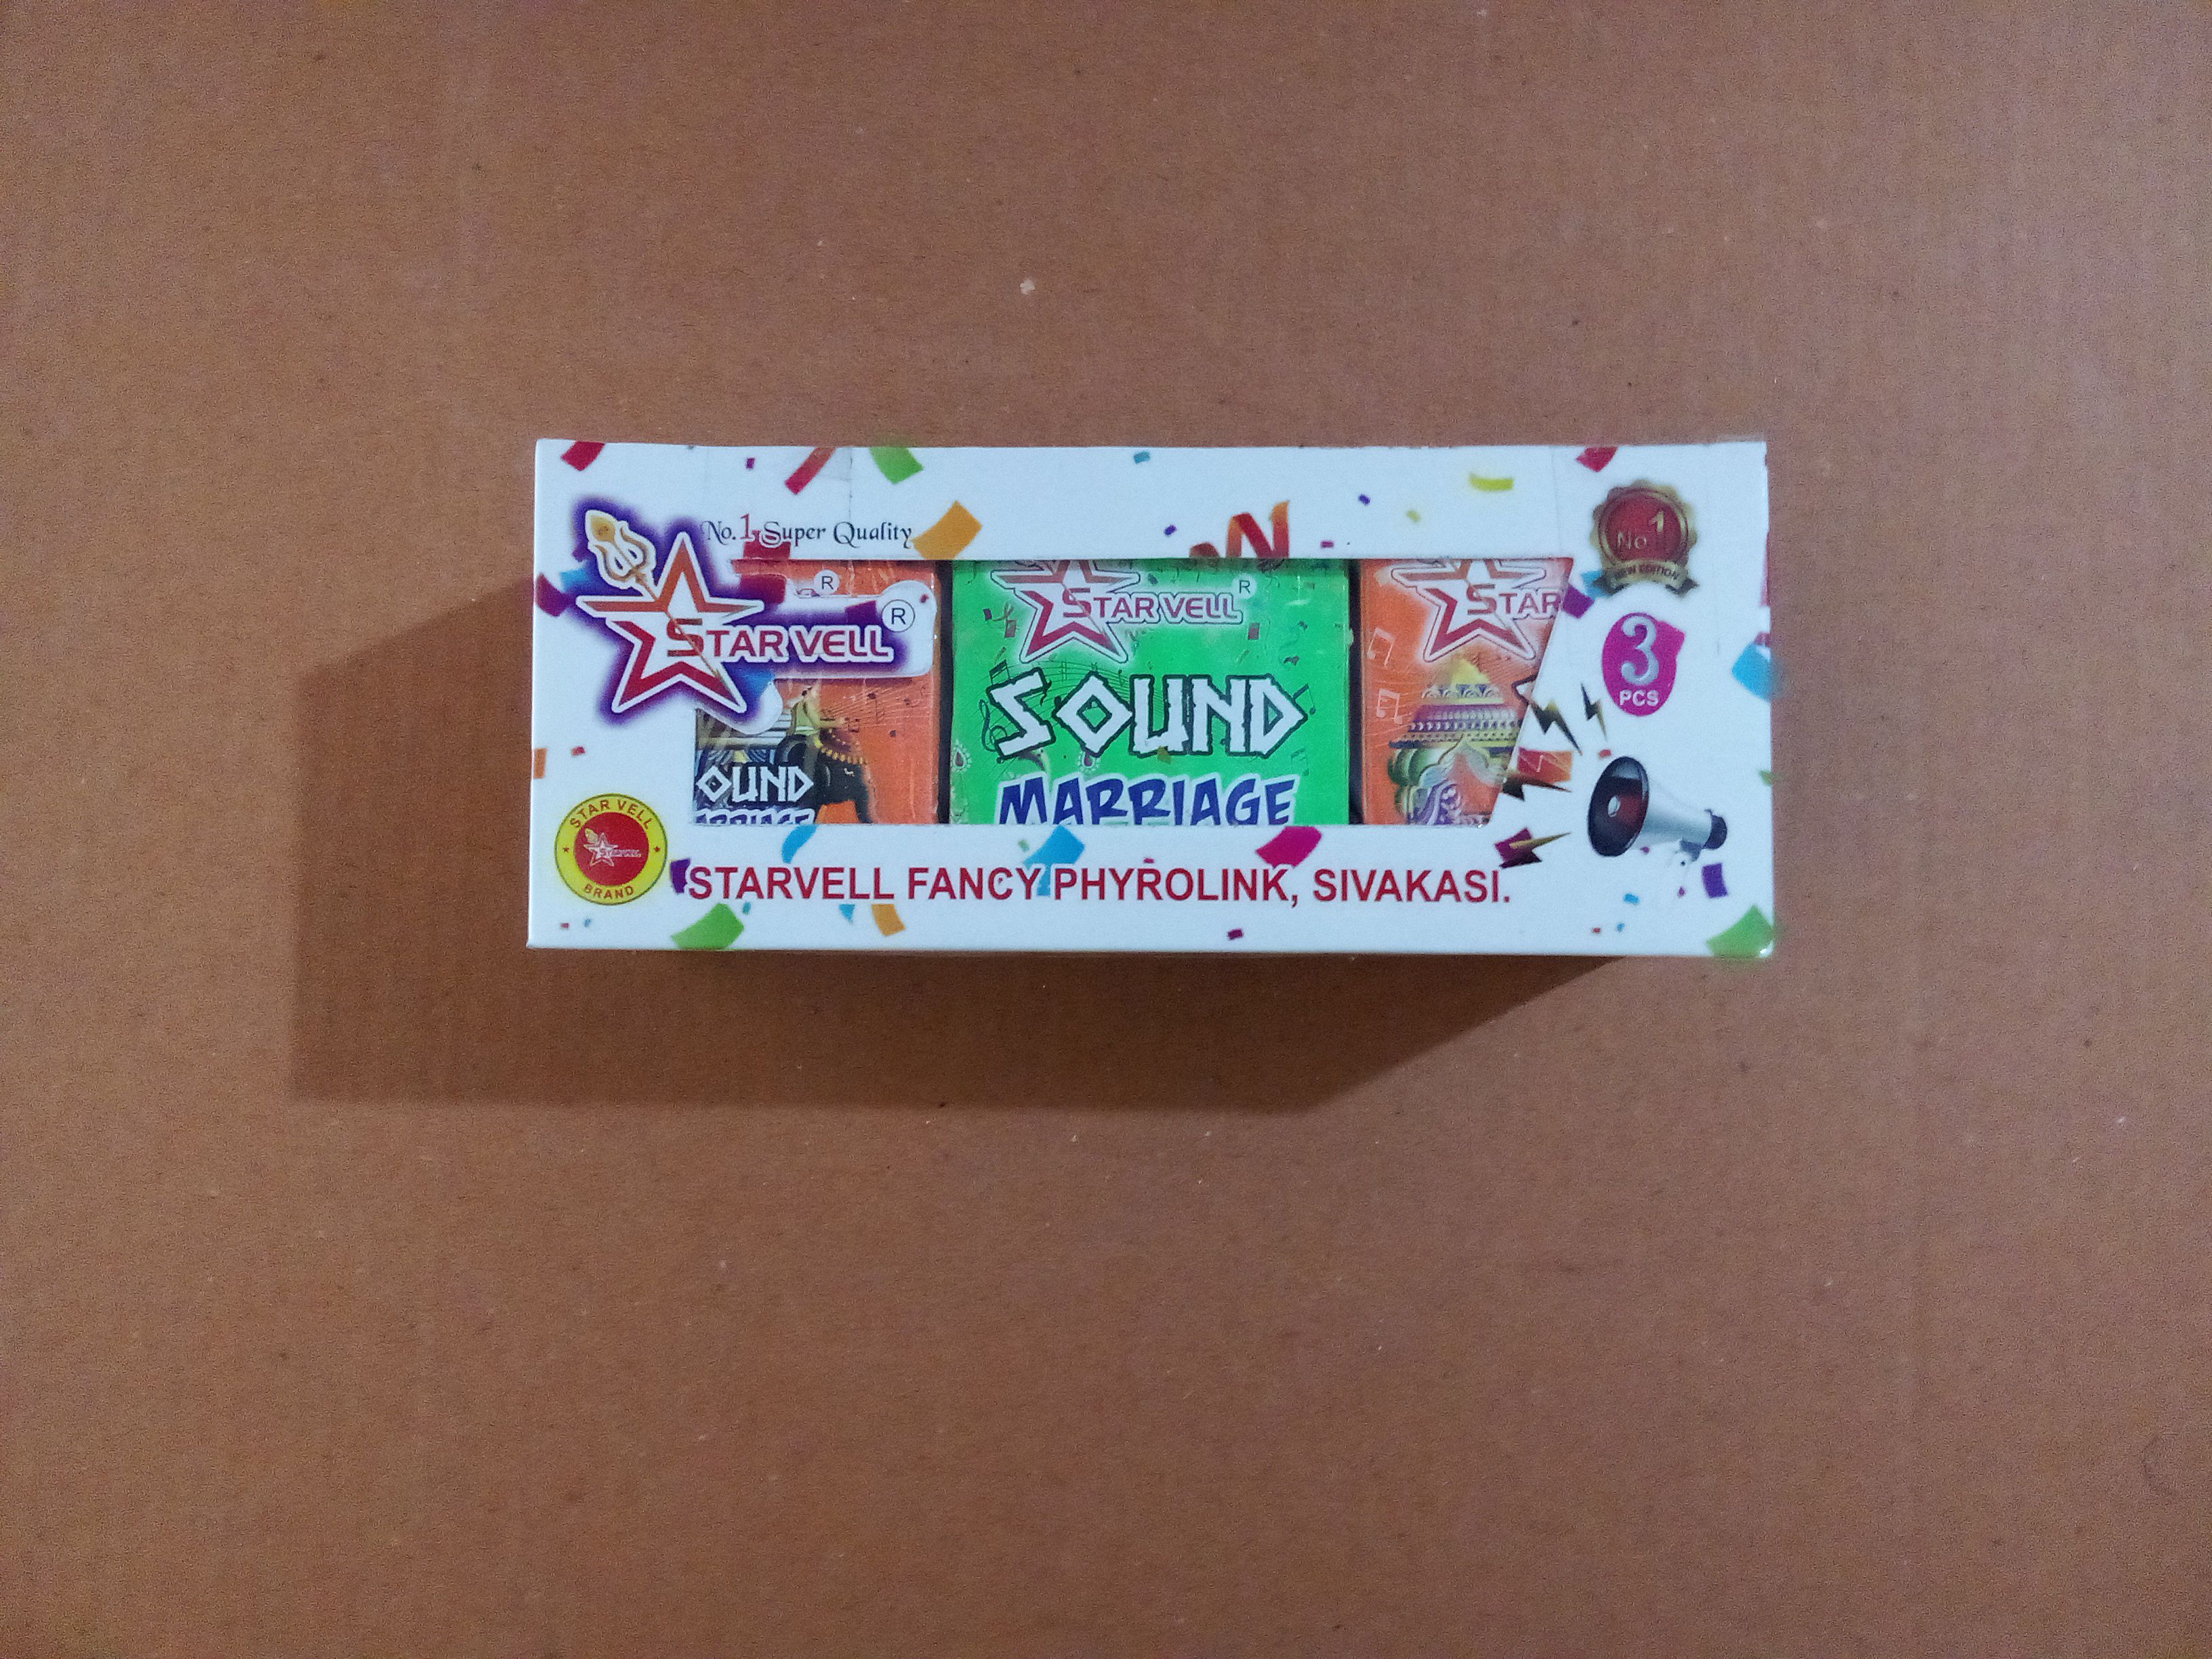 No.1 Super Quality
STAR VELL ®
®
STAR VELL ®
STAR
No 1
NEW EDITION
3
PCS
SOUND
MARRIAGE
OUND
STAR VELL
BRAND
STARVELL FANCY PHYROLINK, SIVAKASI.